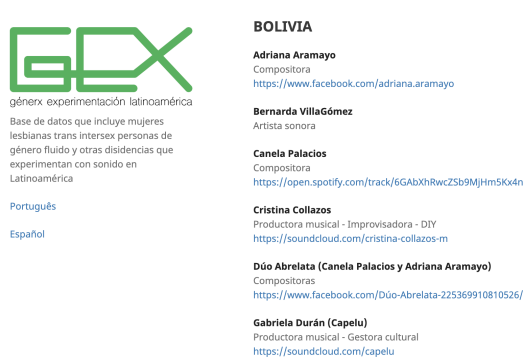 GEX
génerx experimentación latinoamérica
Base de datos que incluye mujeres
lesbianas trans intersex personas de
género fluido y otras disidencias que
experimentan con sonido en
Latinoamérica
Português
Español
BOLIVIA
Adriana Aramayo
Compositora
https://www.facebook.com/adriana.aramayo
Bernarda VillaGómez
Artista sonora
Canela Palacios
Compositora
https://open.spotify.com/track/6GAbXhRwcZSb9MjHm5Kx4n
Cristina Collazos
Productora musical - Improvisadora - DIY
https://soundcloud.com/cristina-collazos-m
Dúo Abrelata (Canela Palacios y Adriana Aramayo)
Compositoras
https://www.facebook.com/Dúo-Abrelata-225369910810526/
Gabriela Durán (Capelu)
Productora musical - Gestora cultural
https://soundcloud.com/capelu